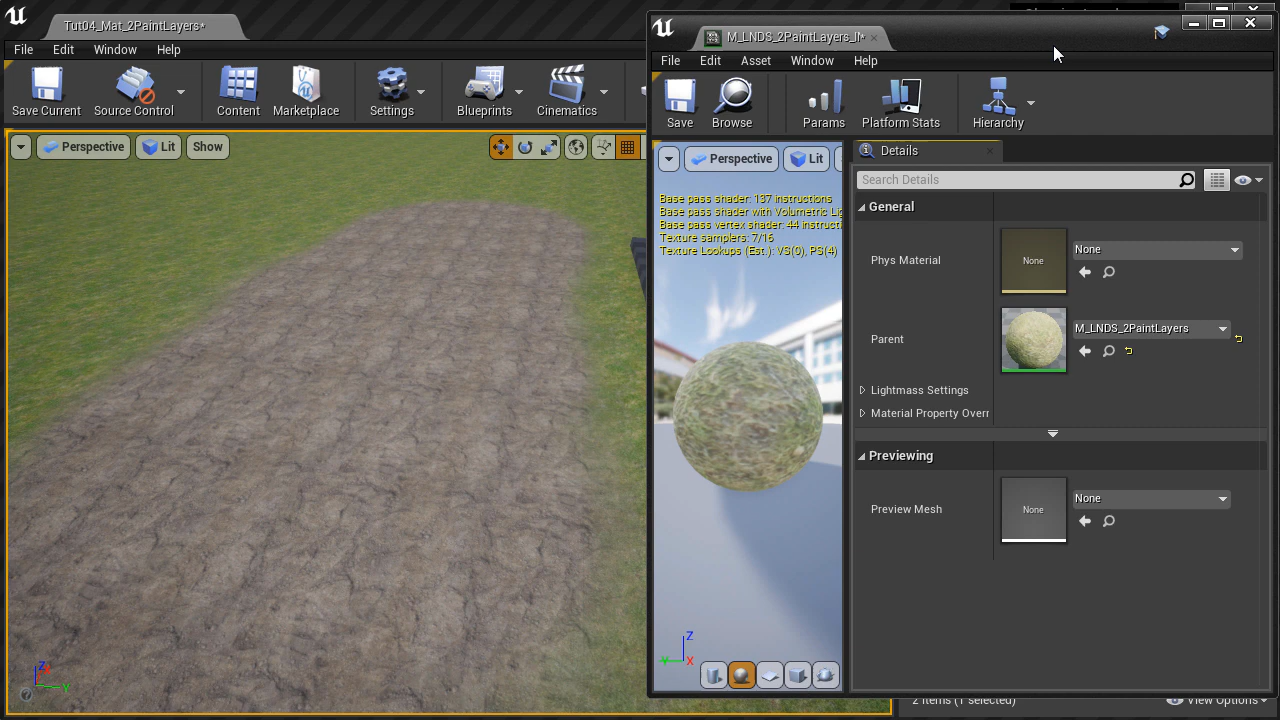 Tut04_Mat_2PaintLayers*
File Edit Window Help
Save Current
Source Control
Content
Marketplace
Settings
Blueprints
Cinematics
Perspective
Lit
Show
Z
Y
M_LNDS_2PaintLayers_I
File Edit Asset Window Help
Save
Browse
Params
Platform Stats
Hierarchy
Perspective
Lit
Base pass shader: 137 instructions
Base pass shader with Volumetric Lig
Base pass vertex shader: 44 instructi
Texture samplers: 7/16
Texture Lookups (Est.): VS(0), PS(4)
Z
Y
X
Details
Search Details
General
Phys Material
None
None
Parent
M_LNDS_2PaintLayers
Lightmass Settings
Material Property Overr
Previewing
Preview Mesh
None
None
2 items (1 selected)
View Options